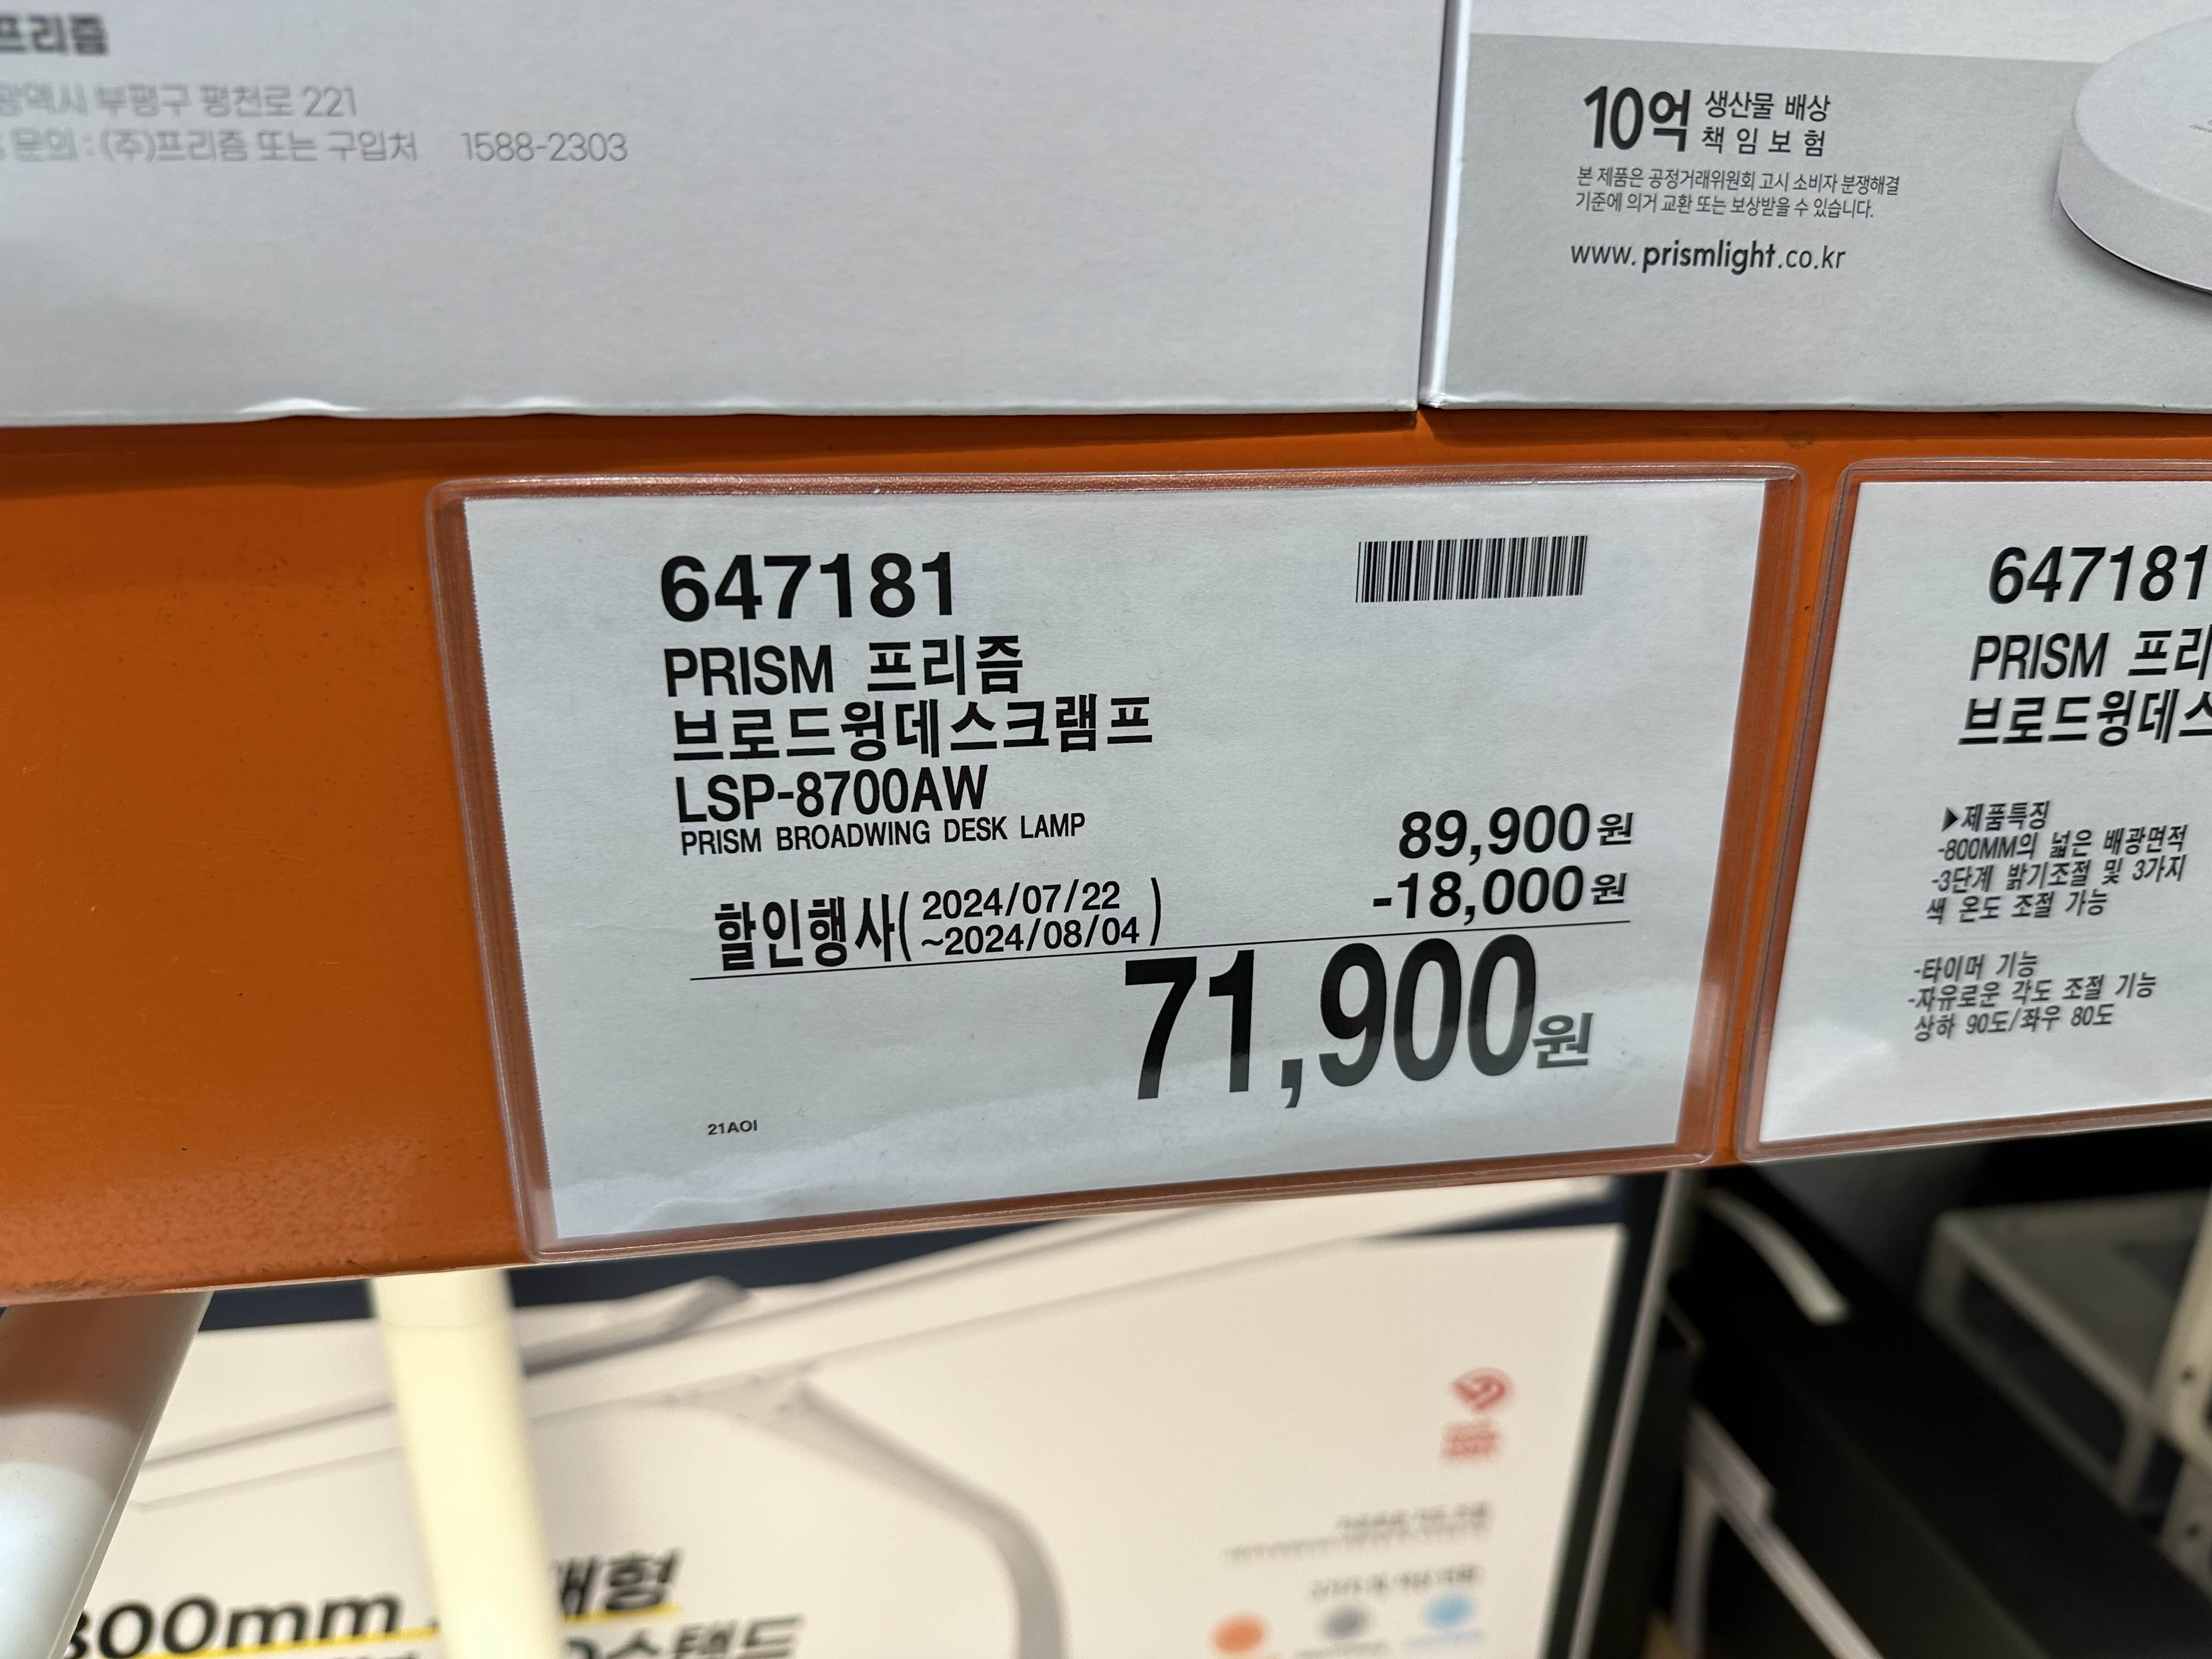 프리즘
광역시 부평구 평천로 221
문의 : (주)프리즘 또는 구입처 1588-2303
10억 생산물 배상
책임보험
본 제품은 공정거래위원회 고시 소비자 분쟁해결
기준에 의거 교환 또는 보상받을 수 있습니다.
www.prismlight.co.kr
647181
PRISM 프리즘
브로드윙데스크램프
LSP-8700AW
PRISM BROADWING DESK LAMP
89,900원
할인행사( 2024/07/22
~2024/08/04 )
-18,000원
71,900원
21AOI
647181
PRISM 프리
브로드윙데스
▶제품특징
-800MM의 넓은 배광면적
-3단계 밝기조절 및 3가지
색 온도 조절 가능
-타이머 기능
-자유로운 각도 조절 기능
상하 90도/좌우 80도
800mm